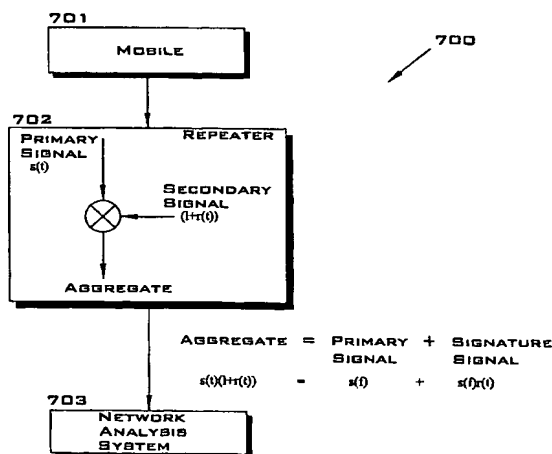 701
MOBILE
700
702
REPEATER
PRIMARY
SIGNAL
s(t)
SECONDARY
SIGNAL
(1+r(t))
AGGREGATE
AGGREGATE = PRIMARY + SIGNATURE
SIGNAL SIGNAL
s(t)(1+r(t)) = s(t) + s(t)r(t)
703
NETWORK
ANALYSIS
SYSTEM